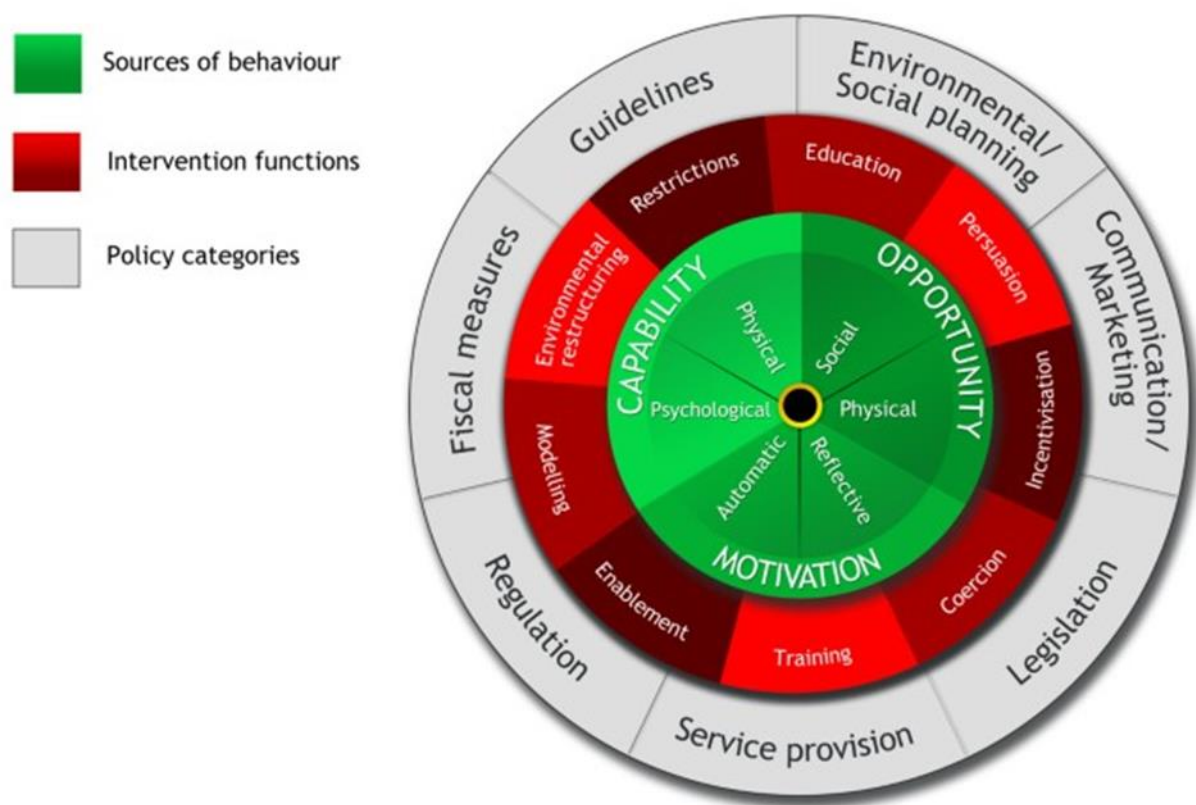 Sources of behaviour
Intervention functions
Policy categories
Guidelines
Environmental/
Social planning
Communication/
Marketing
Legislation
Service provision
Regulation
Fiscal measures
Restrictions
Education
Persuasion
Incentivisation
Coercion
Training
Enablement
Modelling
Environmental
restructuring
CAPABILITY
OPPORTUNITY
MOTIVATION
Physical
Social
Physical
Reflective
Automatic
Psychological